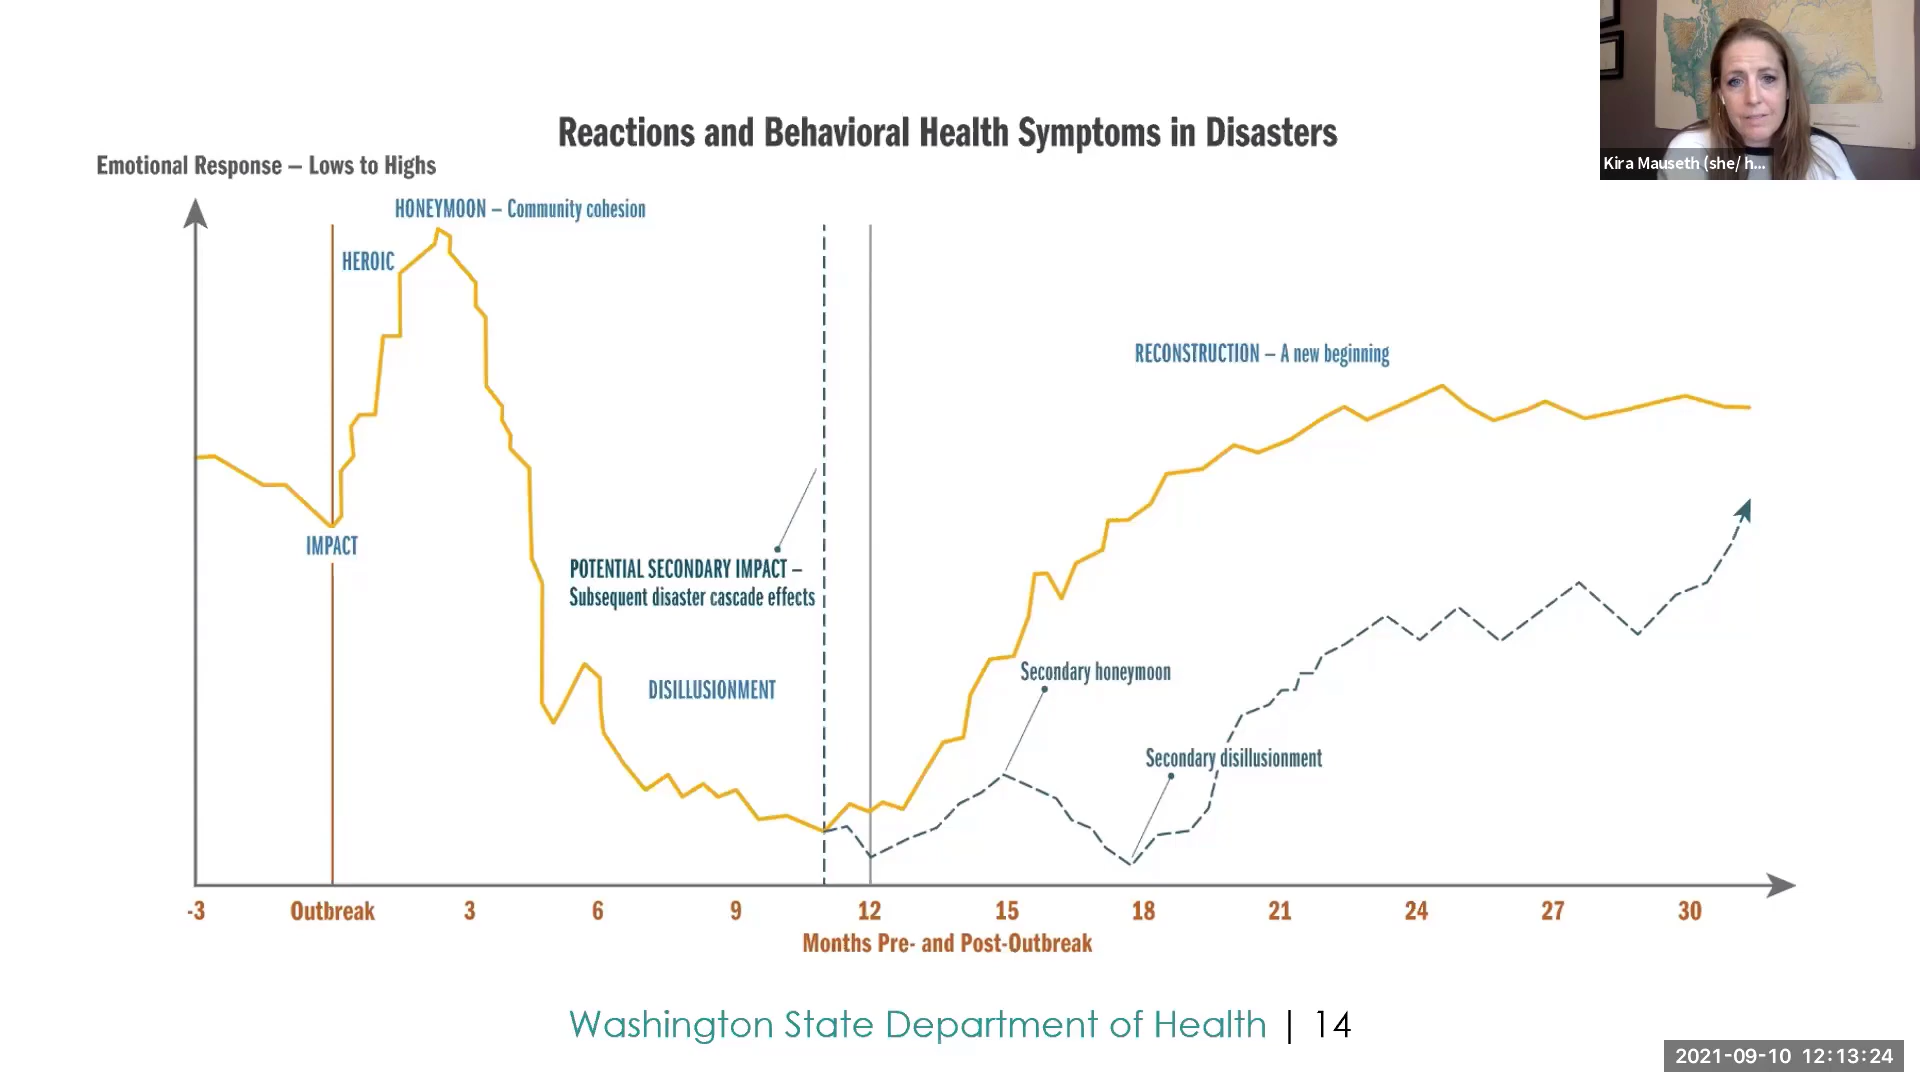 Reactions and Behavioral Health Symptoms in Disasters
Kira Mauseth (she/ h...
Emotional Response – Lows to Highs
HONEYMOON – Community cohesion
HEROIC
RECONSTRUCTION – A new beginning
IMPACT
POTENTIAL SECONDARY IMPACT –
Subsequent disaster cascade effects
Secondary honeymoon
DISILLUSIONMENT
Secondary disillusionment
-3 Outbreak 3 6 9 12 15 18 21 24 27 30
Months Pre- and Post-Outbreak
Washington State Department of Health | 14
2021-09-10 12:13:24